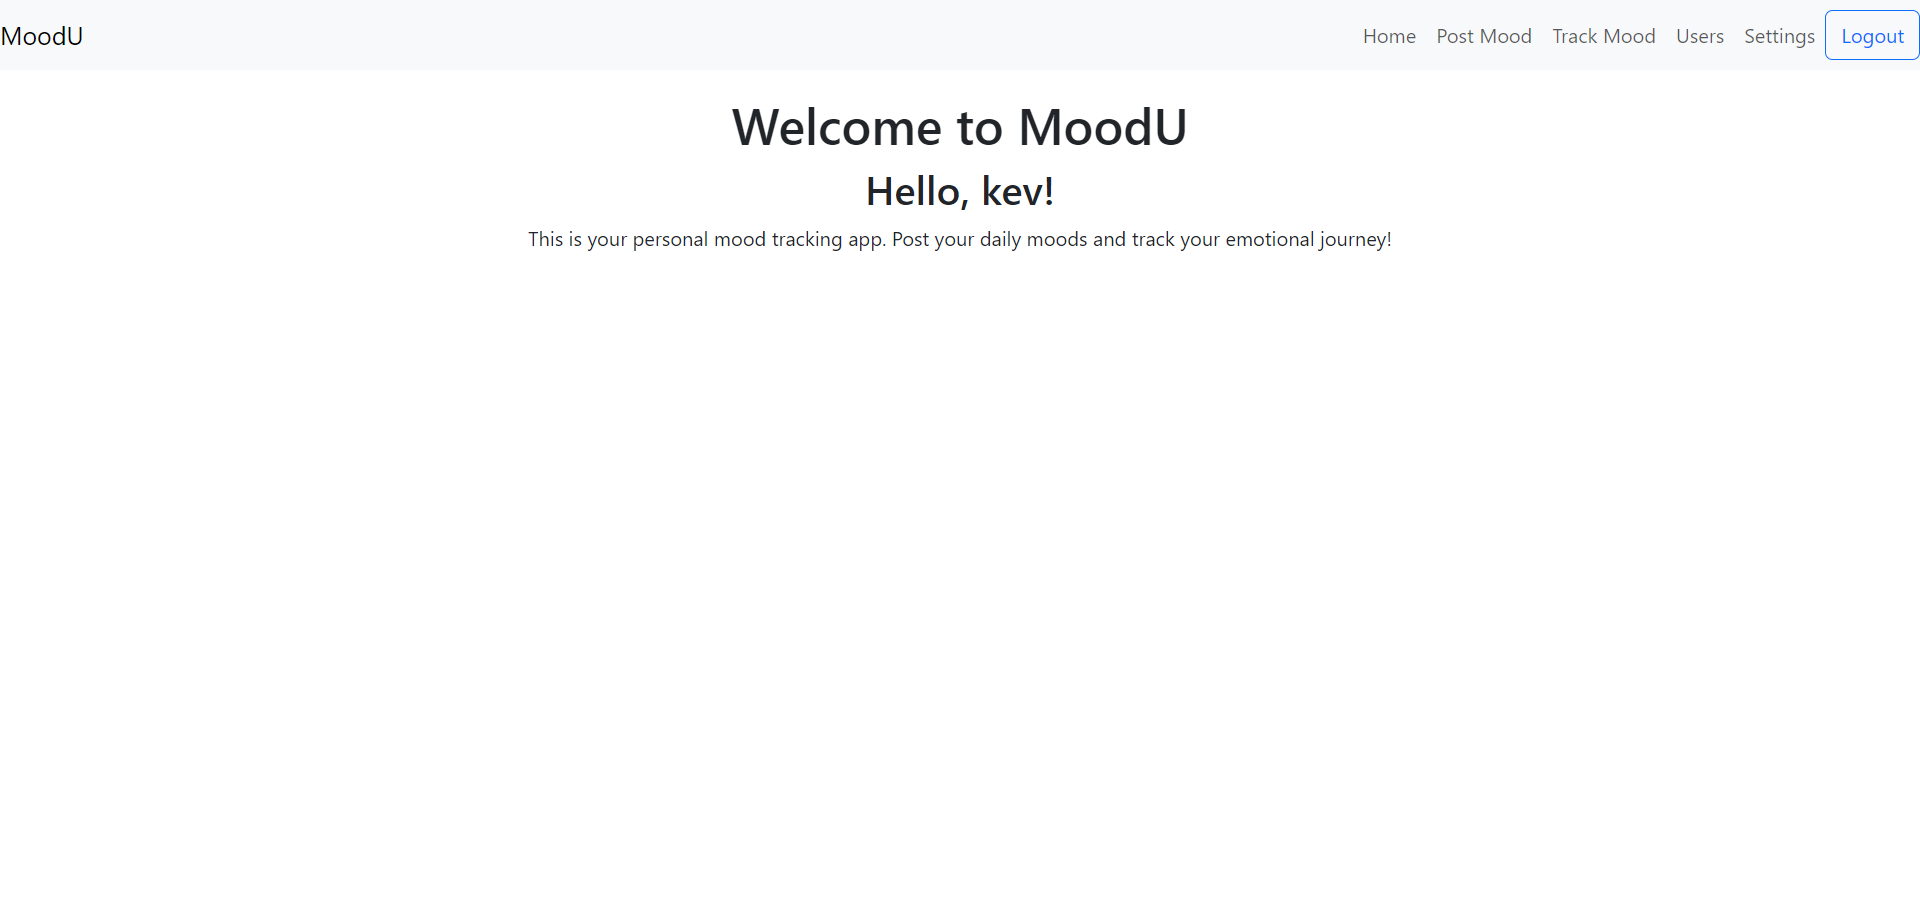 MoodU Home Post Mood Track Mood Users Settings Logout
Welcome to MoodU
Hello, kev!
This is your personal mood tracking app. Post your daily moods and track your emotional journey!